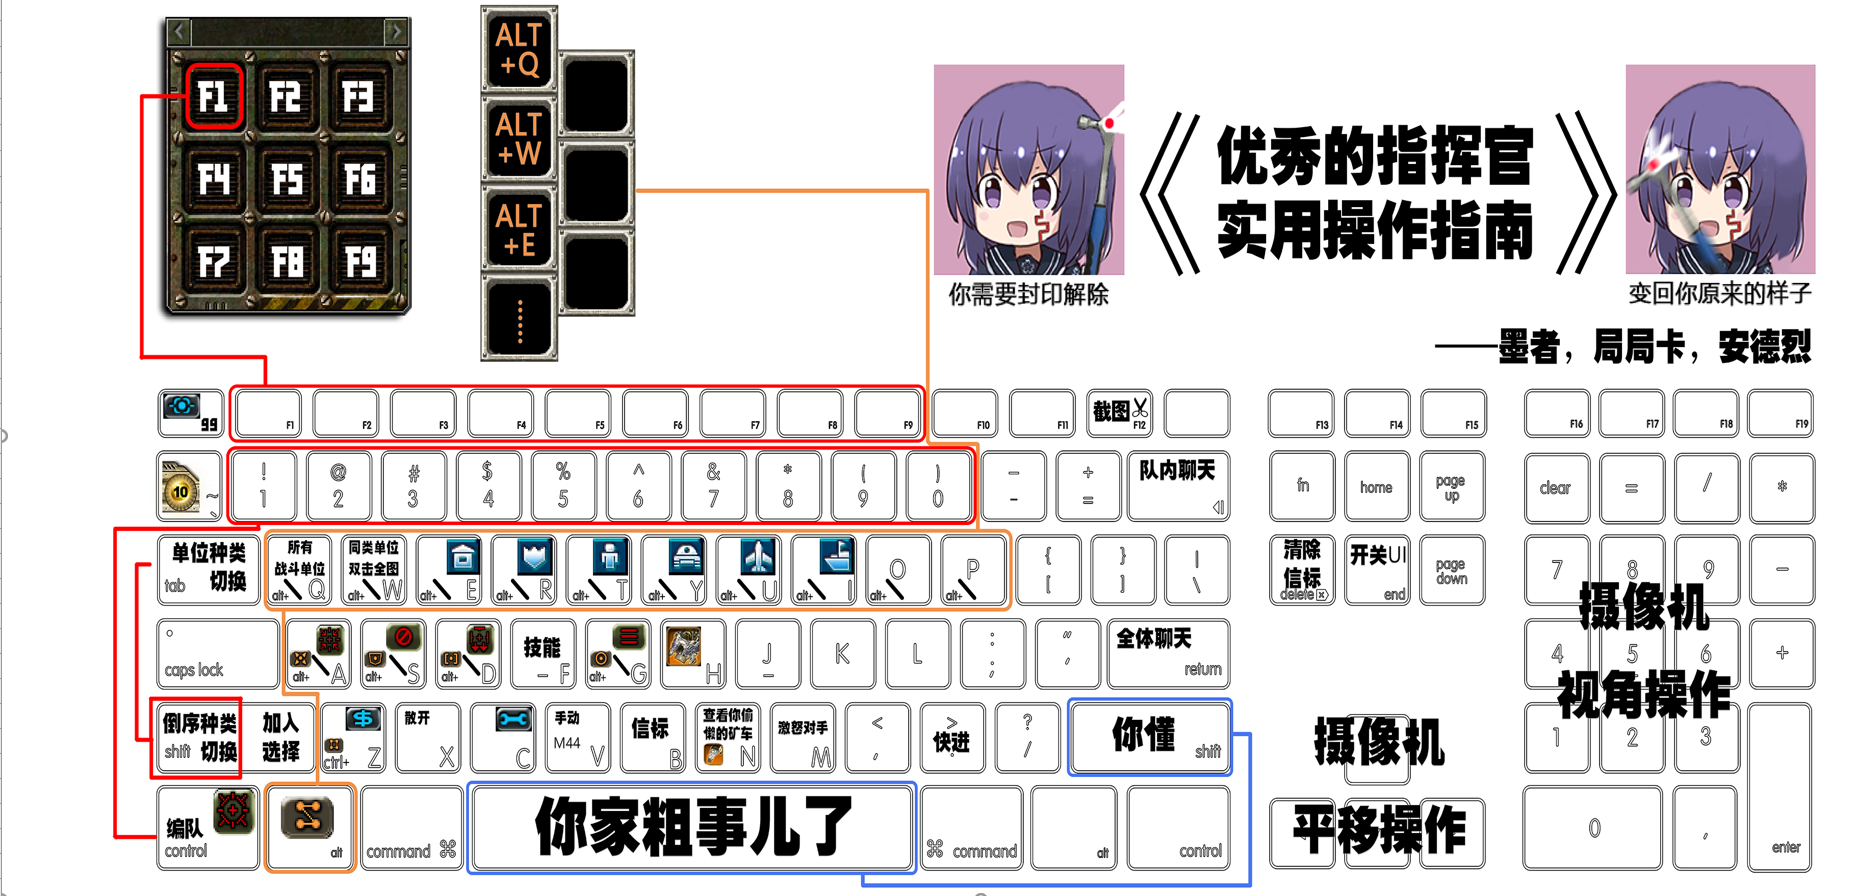 F1 F2 F3
F4 F5 F6
F7 F8 F9
ALT
+Q
ALT
+W
ALT
+E
《优秀的指挥官
实用操作指南》
你需要封印解除
变回你原来的样子
——墨者，局局卡，安德烈
gg
F1 F2 F3 F4 F5 F6 F7 F8 F9 F10 F11
截图
F12
F13 F14 F15 F16 F17 F18 F19
10
~
、
! @ # $ % ^ & * ( ) – +
1 2 3 4 5 6 7 8 9 0 - =
队内聊天
fn home
page
up
clear = / *
单位种类
tab 切换
所有
战斗单位
alt+ Q
同类单位
双击全图
alt+ W
alt+ E
alt+ R
alt+ T
alt+ Y
alt+ U
alt+ I
alt+ O
alt+ P
{ } |
[ ] \
清除
信标
delete
开关UI
end
page
down
7 8 9 –
caps lock
alt+ A
alt+ S
alt+ D
技能
F
alt+ G
H
J K L
:
;
"
,
全体聊天
return
摄像机
4 5 6 +
视角操作
倒序种类
shift 切换
加入
选择
ctrl+ Z
散开
X
C
手动
M44 V
信标
B
查看你偷
懒的矿车
N
激怒对手
M
<
,
>
快进
?
/
你懂
shift
摄像机
1 2 3
编队
control
alt
command ⌘
你家粗事儿了
⌘ command
alt
control
平移操作
0 , enter